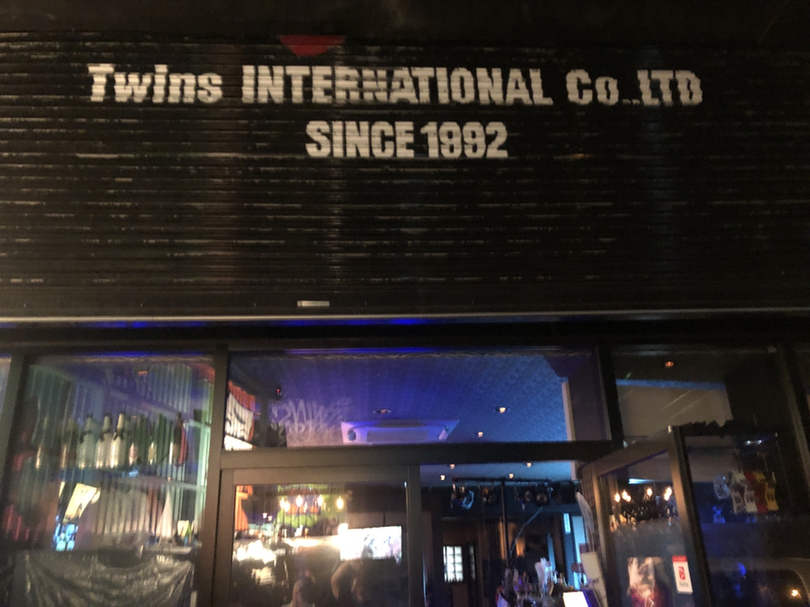 Twins INTERNATIONAL Co.,LTD
SINCE 1992